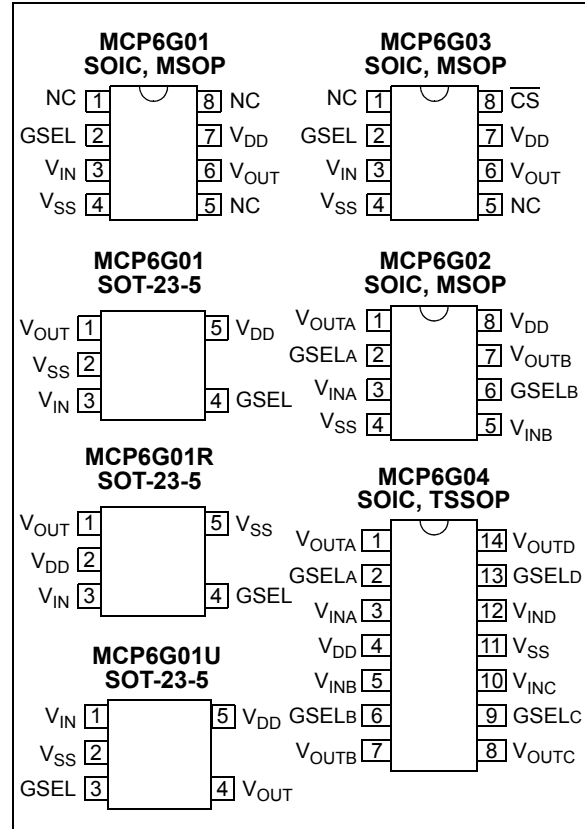 MCP6G01
SOIC, MSOP
NC 1 8 NC
GSEL 2 7 VDD
VIN 3 6 VOUT
VSS 4 5 NC
MCP6G03
SOIC, MSOP
NC 1 8 CS
GSEL 2 7 VDD
VIN 3 6 VOUT
VSS 4 5 NC
MCP6G01
SOT-23-5
VOUT 1 5 VDD
VSS 2
VIN 3 4 GSEL
MCP6G02
SOIC, MSOP
VOUTA 1 8 VDD
GSELA 2 7 VOUTB
VINA 3 6 GSELB
VSS 4 5 VINB
MCP6G01R
SOT-23-5
VOUT 1 5 VSS
VDD 2
VIN 3 4 GSEL
MCP6G04
SOIC, TSSOP
VOUTA 1 14 VOUTD
GSELA 2 13 GSELD
VINA 3 12 VIND
VDD 4 11 VSS
VINB 5 10 VINC
GSELB 6 9 GSELC
VOUTB 7 8 VOUTC
MCP6G01U
SOT-23-5
VIN 1 5 VDD
VSS 2
GSEL 3 4 VOUT